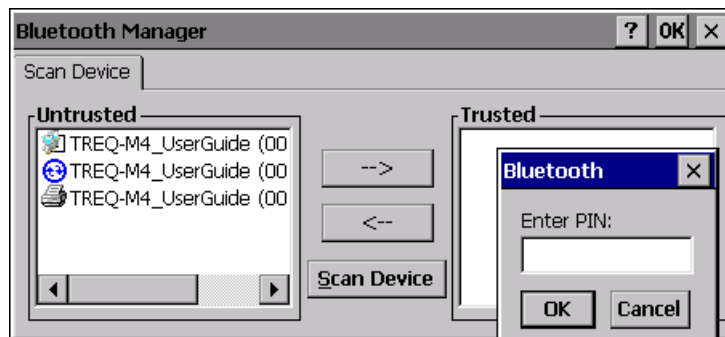 Bluetooth Manager ? OK ×
Scan Device
Untrusted
TREQ-M4_UserGuide (00
TREQ-M4_UserGuide (00
TREQ-M4_UserGuide (00
-->
<--
Scan Device
Trusted
Bluetooth ×
Enter PIN:
OK Cancel